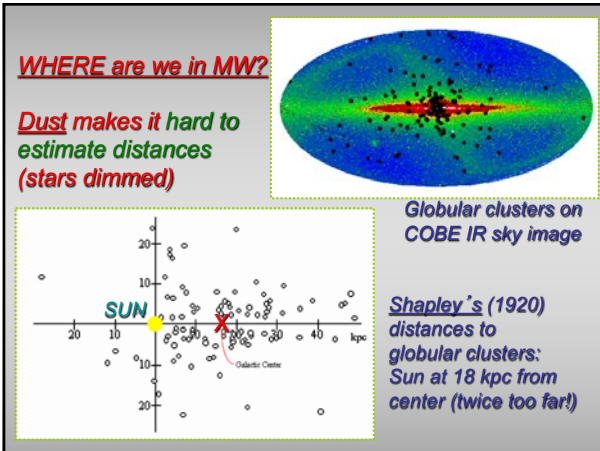 WHERE are we in MW?
Dust makes it hard to
estimate distances
(stars dimmed)
Globular clusters on
COBE IR sky image
20
10
SUN
20
10
20
40
kpc
X
Galactic Center
10
20
Shapley´s (1920)
distances to
globular clusters:
Sun at 18 kpc from
center (twice too far!)